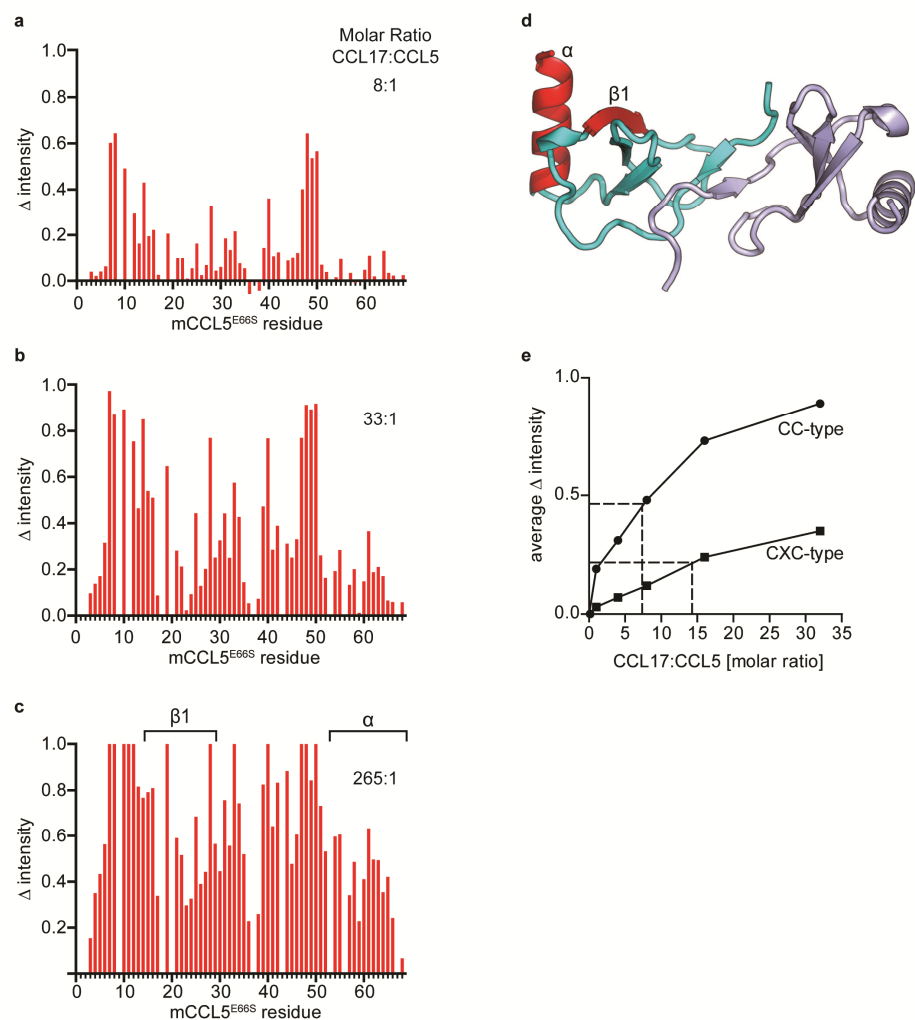 a
Molar Ratio
CCL17:CCL5
8:1
1.0
0.8
0.6
0.4
0.2
0.0
Δ intensity
0 10 20 30 40 50 60
mCCL5E66S residue
b
33:1
1.0
0.8
0.6
0.4
0.2
0.0
Δ intensity
0 10 20 30 40 50 60
mCCL5E66S residue
c
β1
α
265:1
1.0
0.8
0.6
0.4
0.2
Δ intensity
0 10 20 30 40 50 60
mCCL5E66S residue
d
α
β1
e
1.0
0.5
0.0
average Δ intensity
CC-type
CXC-type
0 5 10 15 20 25 30 35
CCL17:CCL5 [molar ratio]